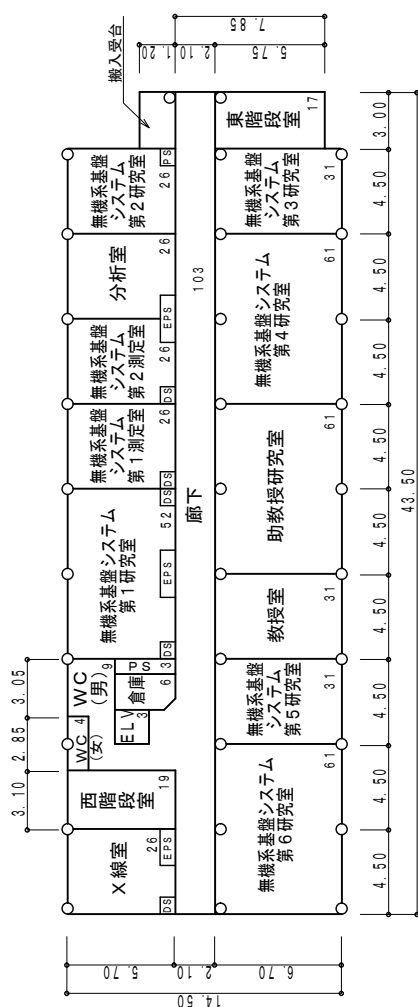 7.85
1.20
2.10
5.75
搬入受台
無機系基盤
システム
第2研究室
26
PS
分析室
26
EPS
無機系基盤
システム
第2測定室
26
DS
無機系基盤
システム
第1測定室
26
DS
DS
無機系基盤システム
第1研究室
52
EPS
DS
WC
(男)
9
WC
(女)
4
PS
3
倉庫
6
ELV
3
西階段室
19
X線室
26
EPS
DS
廊下
103
東階段室
17
無機系基盤
システム
第3研究室
31
無機系基盤システム
第4研究室
61
助教授研究室
61
教授室
31
無機系基盤
システム
第5研究室
31
無機系基盤システム
第6研究室
61
3.10
2.85
3.05
5.70
2.10
6.70
14.50
4.50
4.50
4.50
4.50
4.50
4.50
4.50
4.50
4.50
3.00
43.50